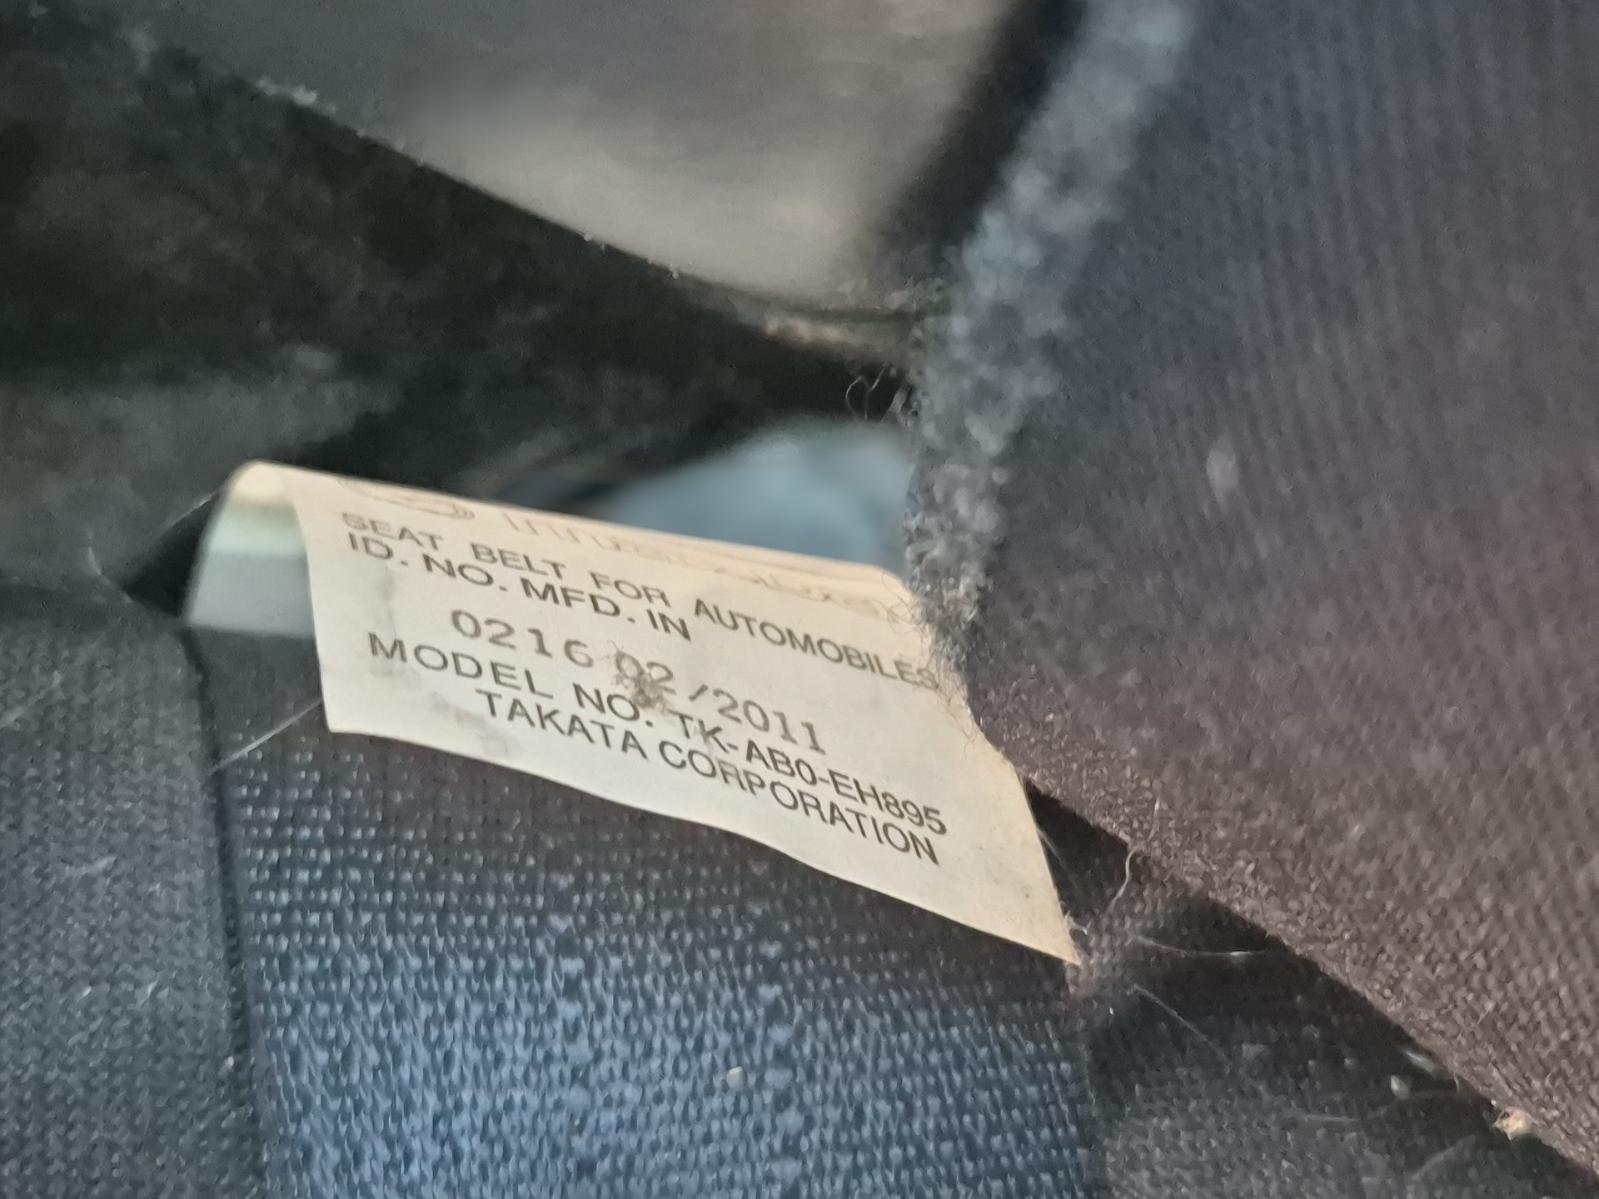 SEAT BELT FOR AUTOMOBILES
ID. NO. MFD. IN
0216 02/2011
MODEL NO. TK-AB0-EH895
TAKATA CORPORATION